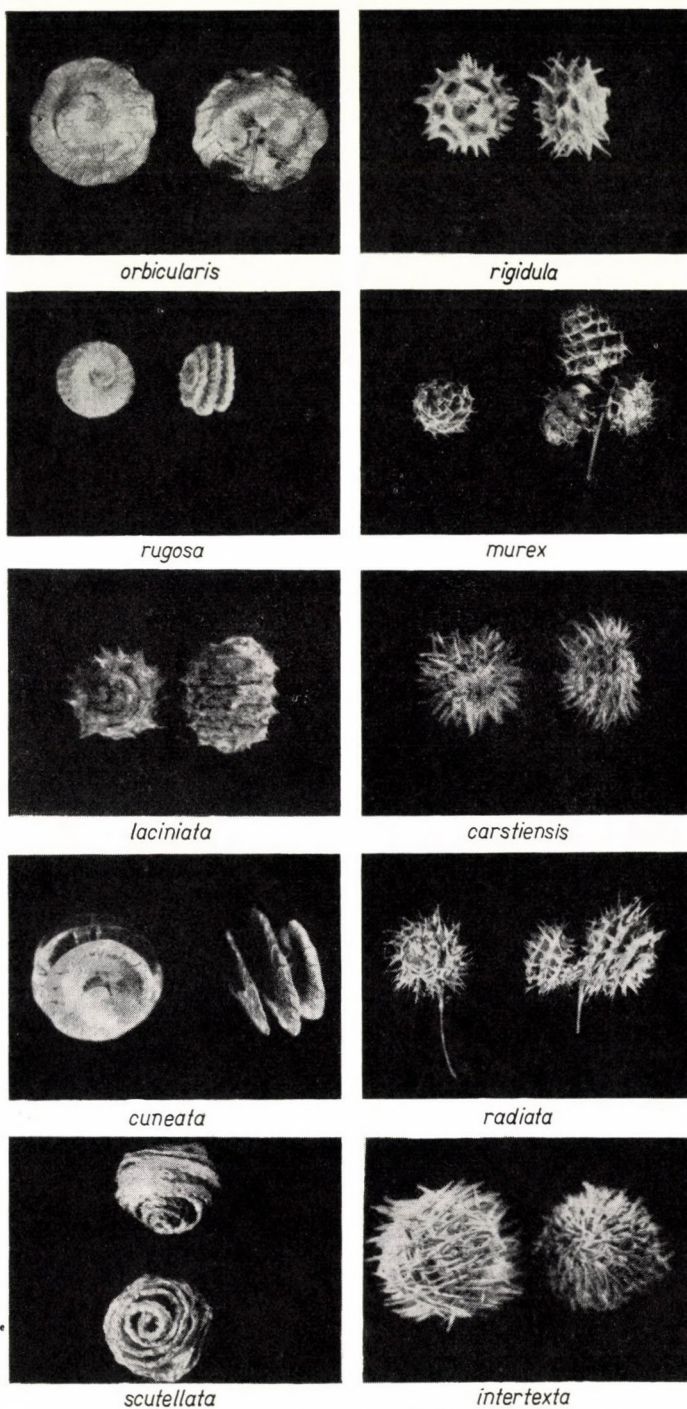 orbicularis
rigidula
rugosa
murex
laciniata
carstiensis
cuneata
radiata
scutellata
intertexta